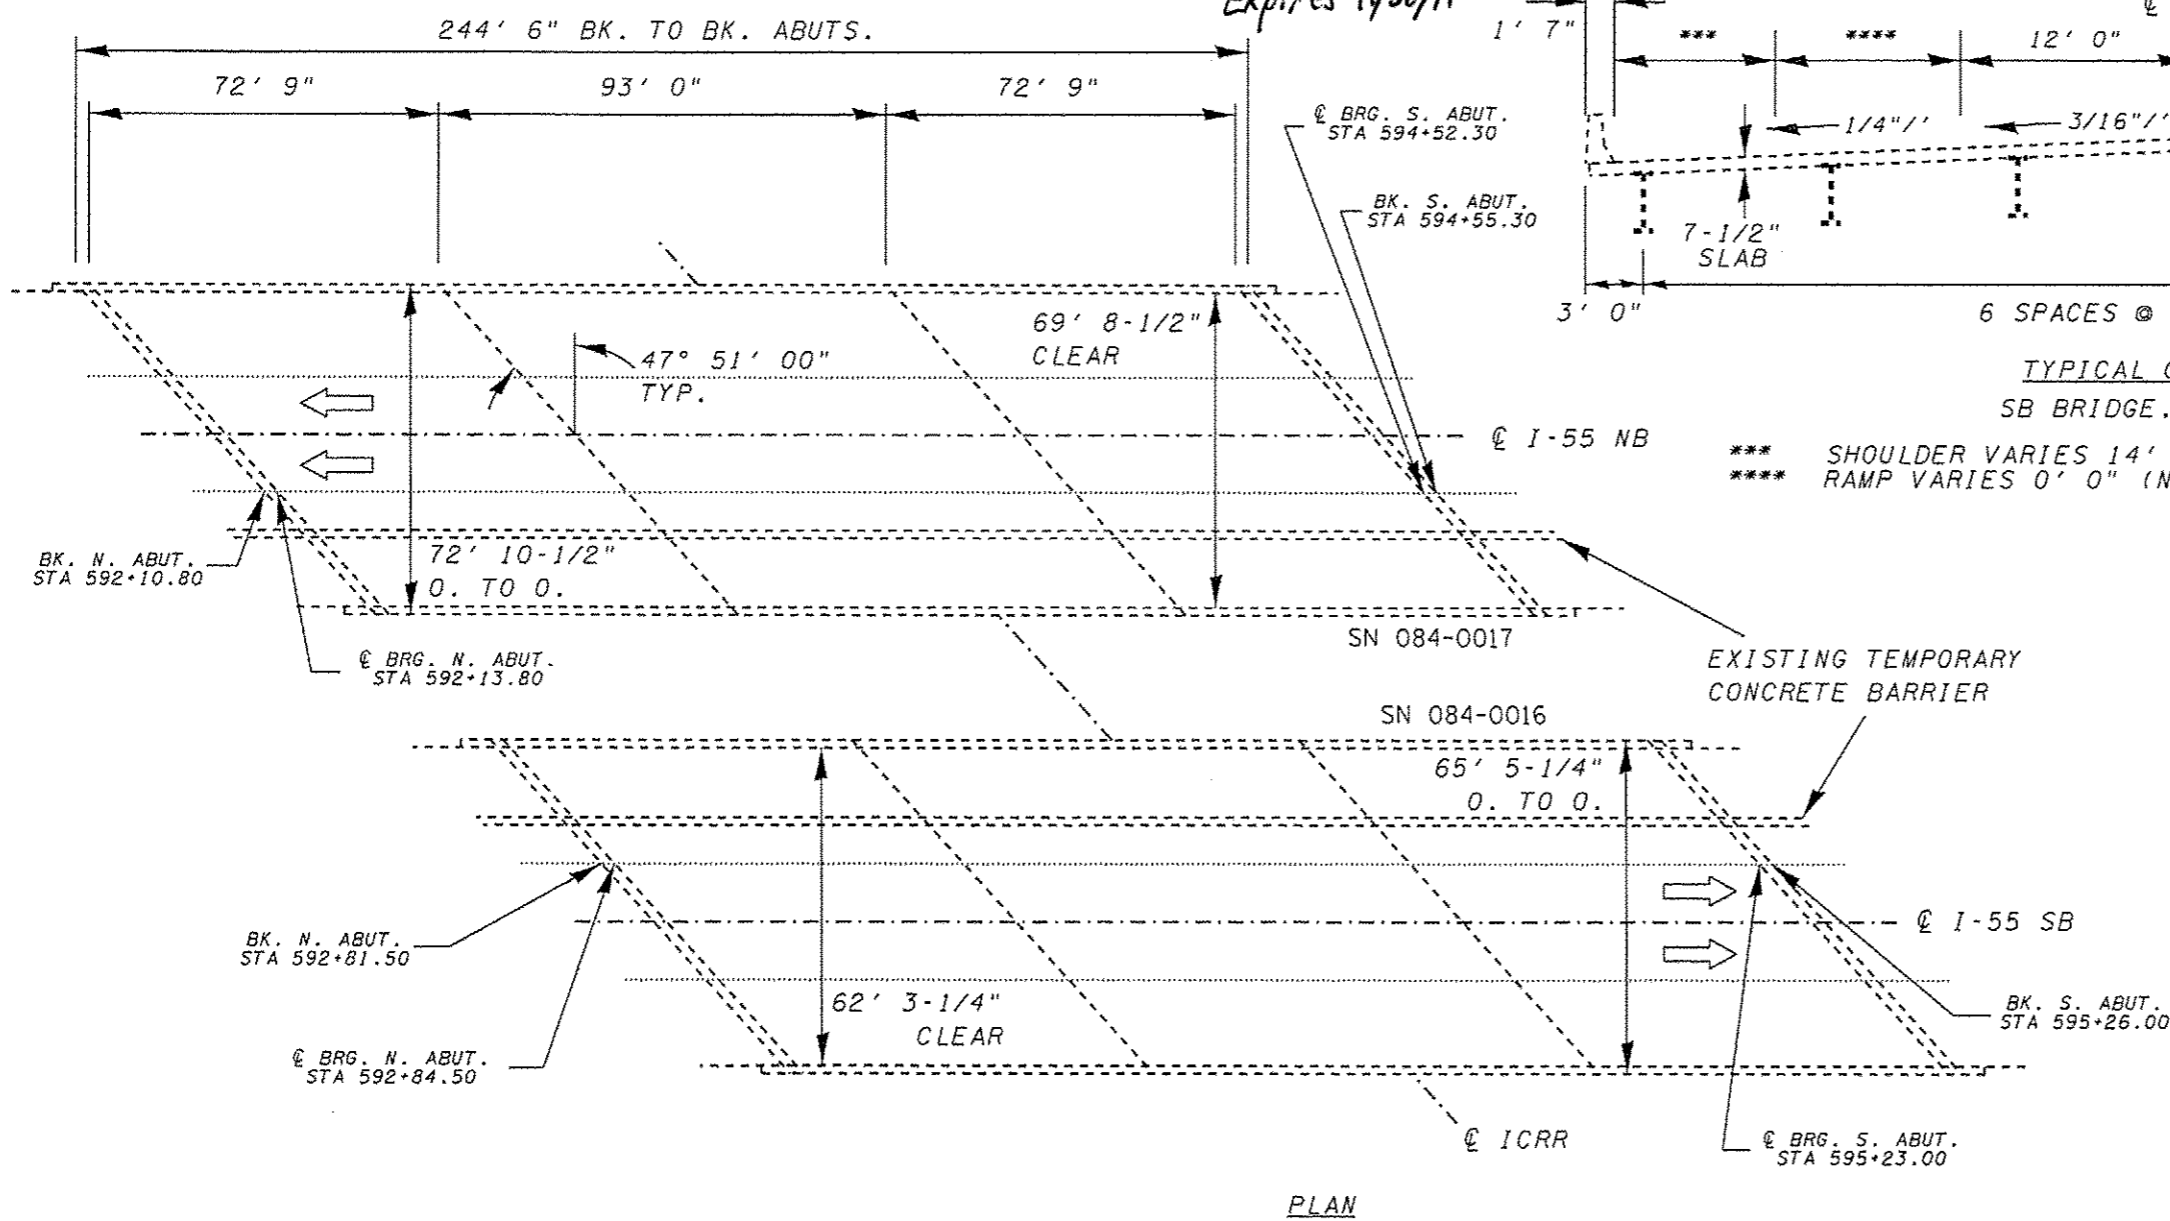 Expires
244' 6" BK. TO BK. ABUTS.
72' 9"
93' 0"
72' 9"
℄ BRG. S. ABUT.
STA 594+52.30
BK. S. ABUT.
STA 594+55.30
1' 7"
***
****
12' 0"
℄
1/4"/'
3/16"/'
7-1/2"
SLAB
3' 0"
6 SPACES @
TYPICAL
SB BRIDGE.
*** SHOULDER VARIES 14'
**** RAMP VARIES 0' 0"
69' 8-1/2"
CLEAR
47° 51' 00"
TYP.
℄ I-55 NB
BK. N. ABUT.
STA 592+10.80
72' 10-1/2"
O. TO O.
℄ BRG. N. ABUT.
STA 592+13.80
SN 084-0017
EXISTING TEMPORARY
CONCRETE BARRIER
SN 084-0016
65' 5-1/4"
O. TO O.
℄ I-55 SB
BK. N. ABUT.
STA 592+81.50
62' 3-1/4"
CLEAR
BK. S. ABUT.
STA 595+26.00
℄ BRG. N. ABUT.
STA 592+84.50
℄ ICRR
℄ BRG. S. ABUT.
STA 595+23.00
PLAN